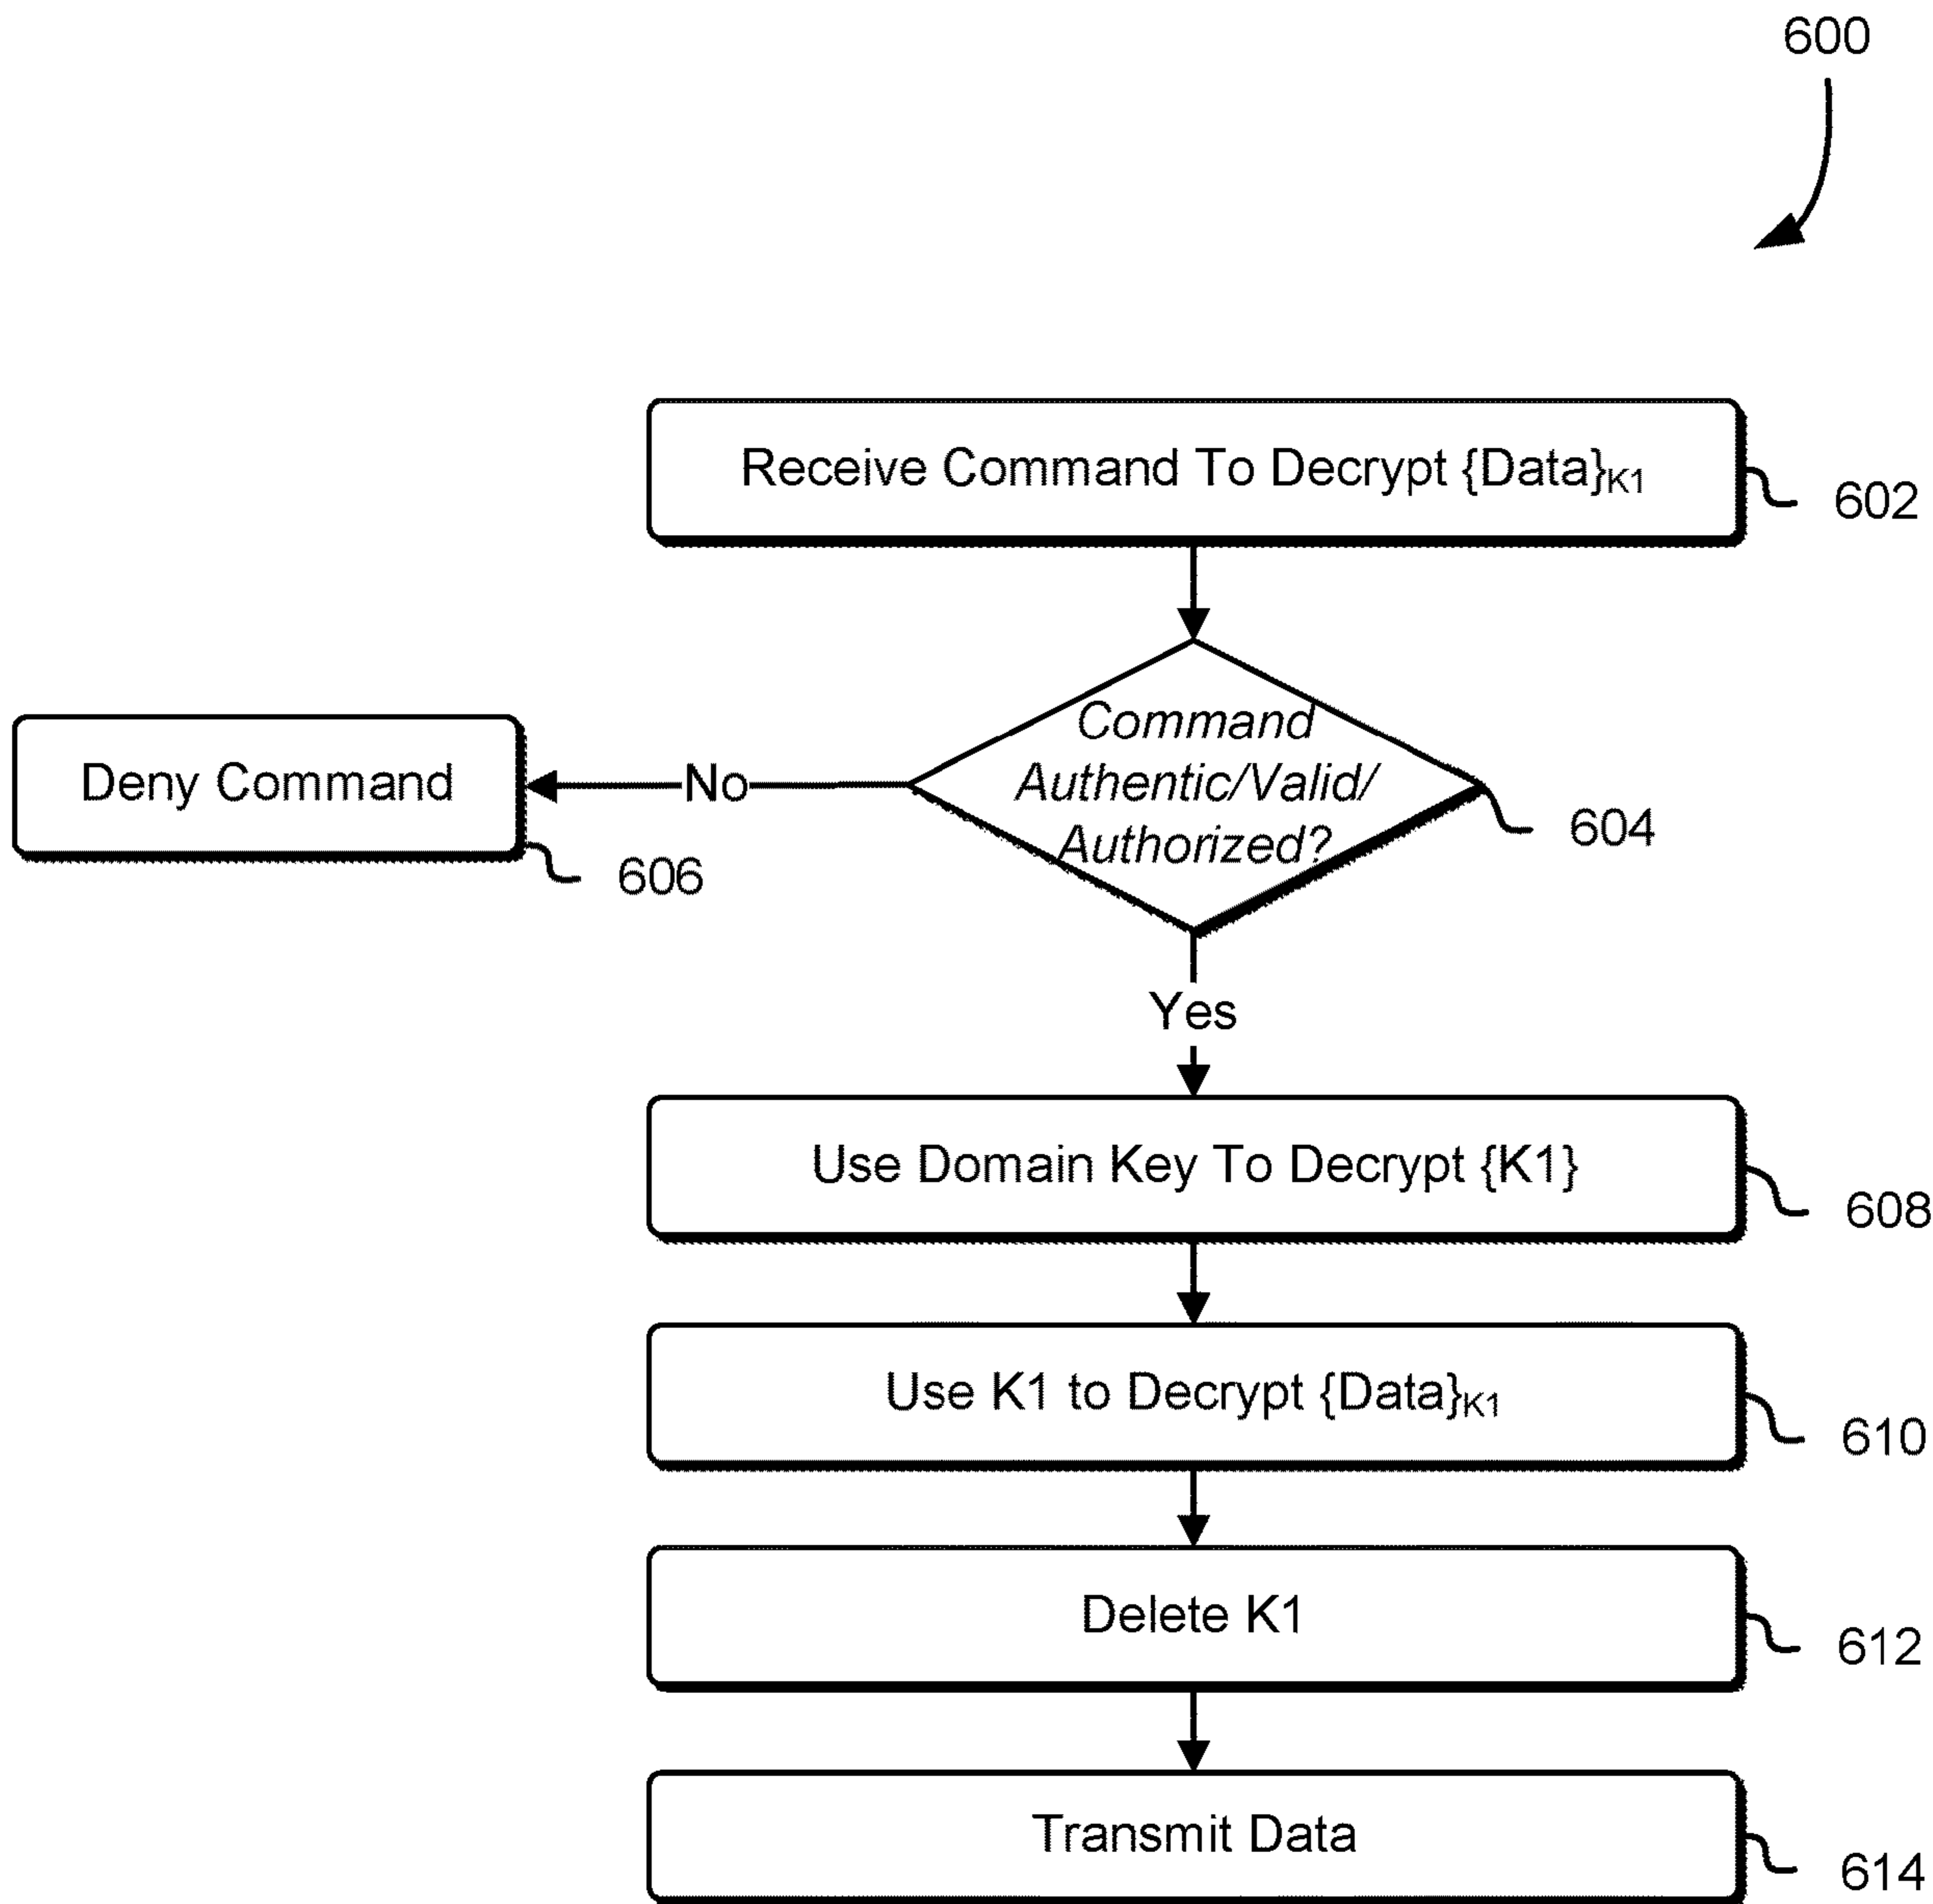 600
Receive Command To Decrypt {Data}K1
602
Command
Authentic/Valid/
Authorized?
604
No
Deny Command
606
Yes
Use Domain Key To Decrypt {K1}
608
Use K1 to Decrypt {Data}K1
610
Delete K1
612
Transmit Data
614